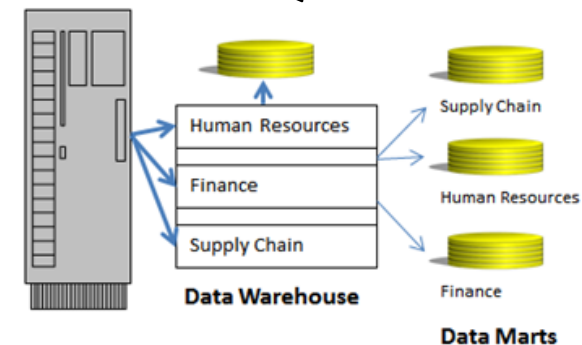 Human Resources
Finance
Supply Chain
Data Warehouse
Supply Chain
Human Resources
Finance
Data Marts